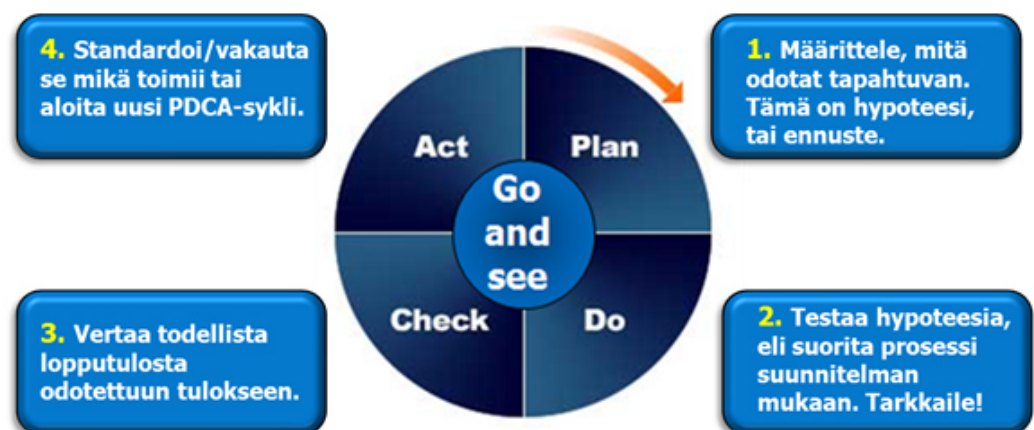 4. Standardoi/vakauta
se mikä toimii tai
aloita uusi PDCA-sykli.
1. Määrittele, mitä
odotat tapahtuvan.
Tämä on hypoteesi,
tai ennuste.
Act
Plan
Go
and
see
Check
Do
3. Vertaa todellista
lopputulosta
odotettuun tulokseen.
2. Testaa hypoteesia,
eli suorita prosessi
suunnitelman
mukaan. Tarkkaile!